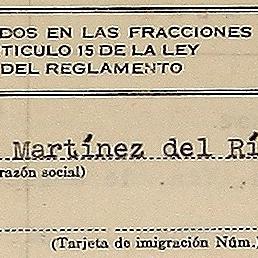 DOS EN LAS FRACCIONES
TICULO 15 DE LA LEY
DEL REGLAMENTO
Martínez del Rí
razón social)
(Tarjeta de imigración Núm.)